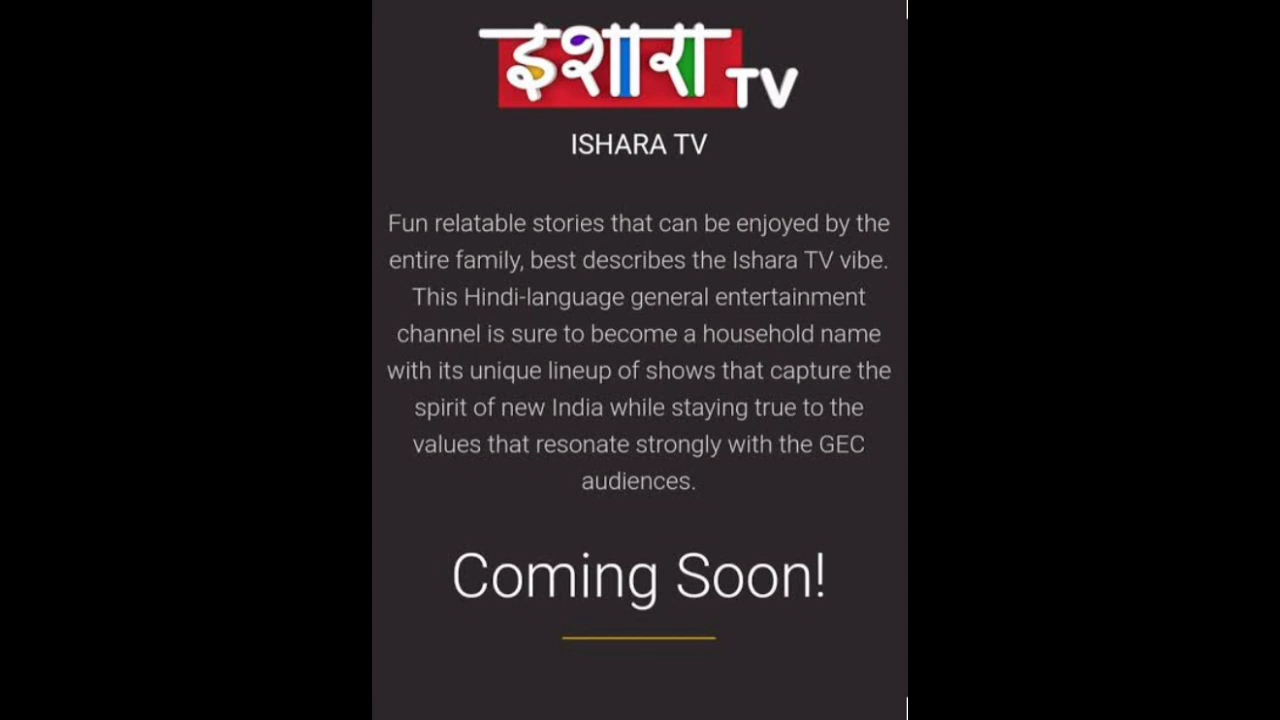 इशारा TV
ISHARA TV
Fun relatable stories that can be enjoyed by the
entire family, best describes the Ishara TV vibe.
This Hindi-language general entertainment
channel is sure to become a household name
with its unique lineup of shows that capture the
spirit of new India while staying true to the
values that resonate strongly with the GEC
audiences.
Coming Soon!